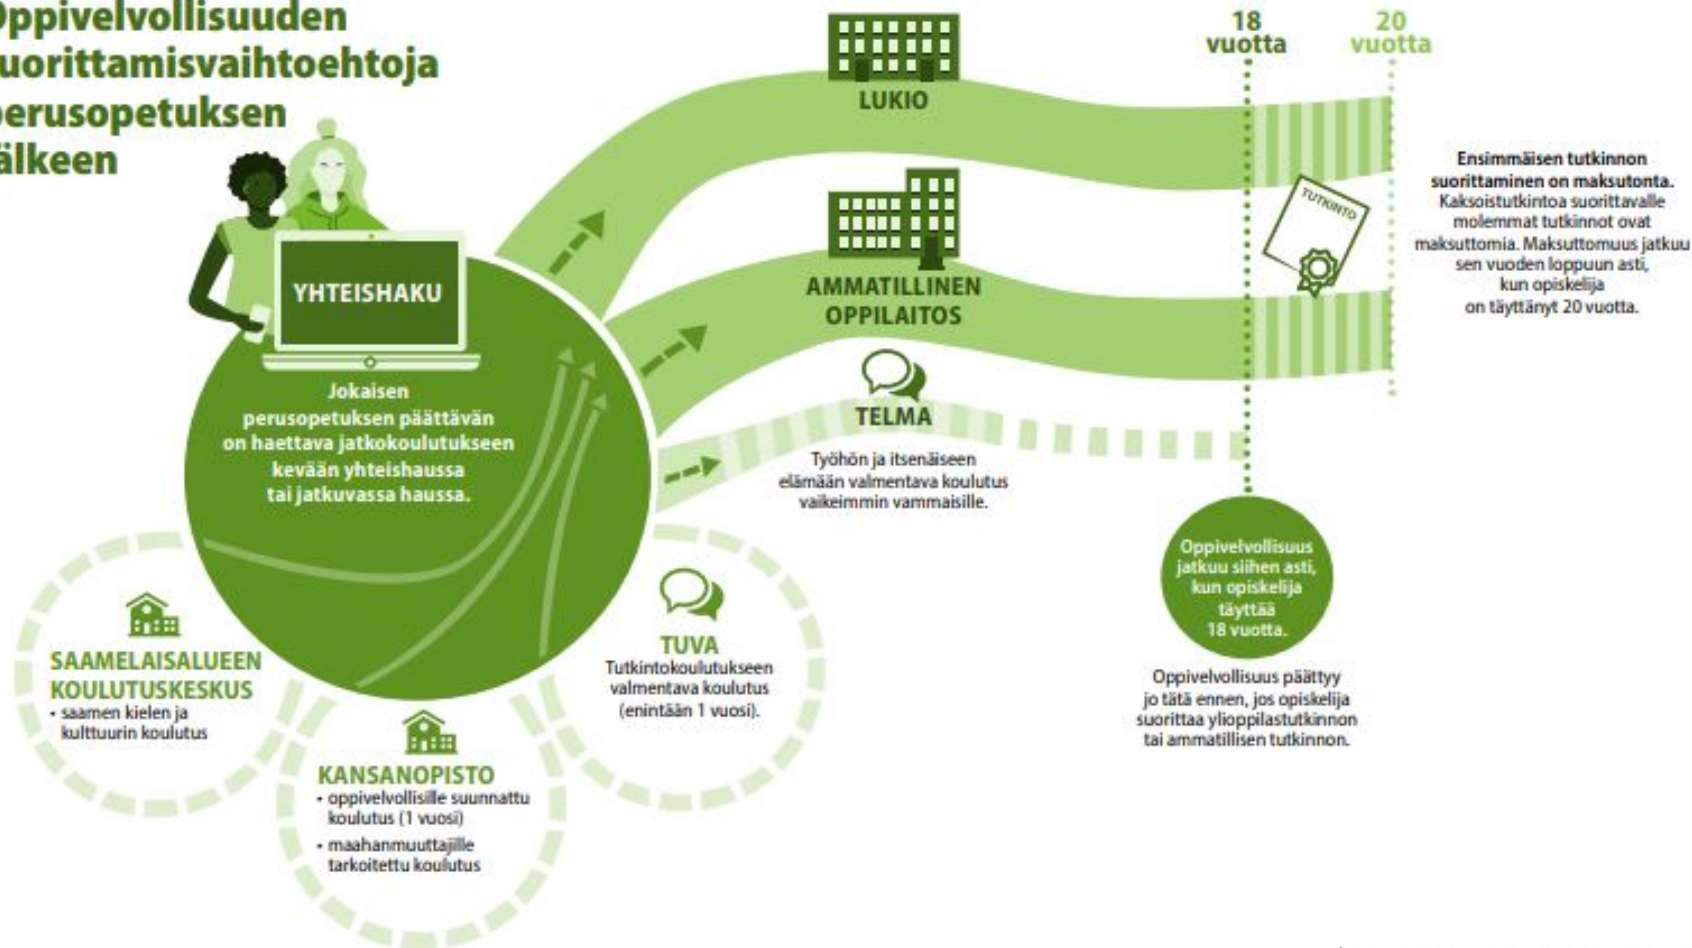 Oppivelvollisuuden
uorittamisvaihtoehtoja
perusopetuksen
älkeen
YHTEISHAKU
Jokaisen
perusopetuksen päättävän
on haettava jatkokoulutukseen
kevään yhteishaussa
tai jatkuvassa haussa.
LUKIO
AMMATILLINEN
OPPILAITOS
TELMA
Työhön ja itsenäiseen
elämään valmentava koulutus
vaikeimmin vammaisille.
18
vuotta
20
vuotta
TUTKINTO
Ensimmäisen tutkinnon
suorittaminen on maksutonta.
Kaksoistutkintoa suorittavalle
molemmat tutkinnot ovat
maksuttomia. Maksuttomuus jatkuu
sen vuoden loppuun asti,
kun opiskelija
on täyttänyt 20 vuotta.
Oppivelvollisuus
jatkuu siihen asti,
kun opiskelija
täyttää
18 vuotta.
Oppivelvollisuus päättyy
jo tätä ennen, jos opiskelija
suorittaa ylioppilastutkinnon
tai ammatillisen tutkinnon.
SAAMELAISALUEEN
KOULUTUSKESKUS
• saamen kielen ja
kulttuurin koulutus
KANSANOPISTO
• oppivelvollisille suunnattu
koulutus (1 vuosi)
• maahanmuuttajille
tarkoitettu koulutus
TUVA
Tutkintokoulutukseen
valmentava koulutus
(enintään 1 vuosi).